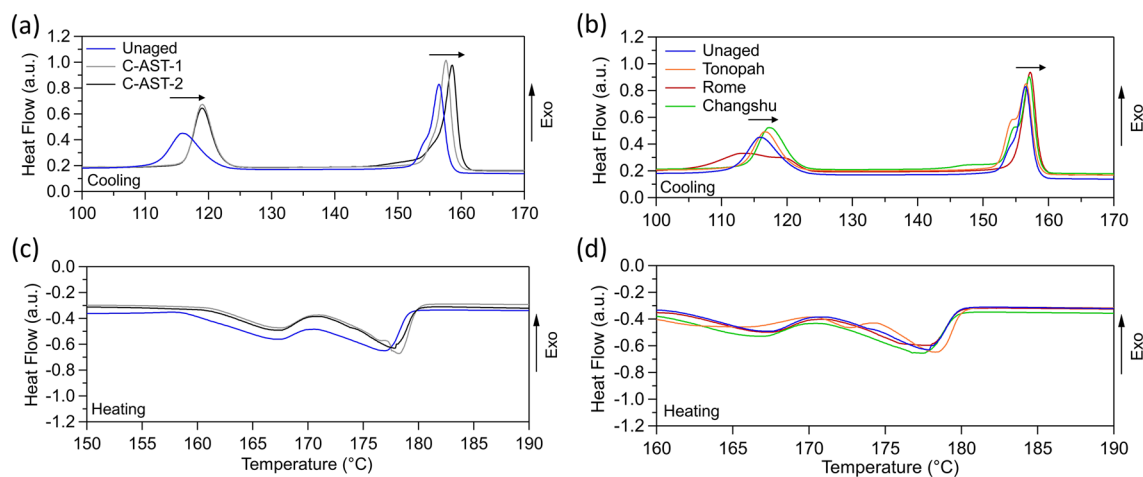 (a)
1.2
1.0
0.8
0.6
0.4
0.2
0.0
Heat Flow (a.u.)
Unaged
C-AST-1
C-AST-2
Cooling
Exo
100 110 120 130 140 150 160 170
(b)
1.2
1.0
0.8
0.6
0.4
0.2
0.0
Heat Flow (a.u.)
Unaged
Tonopah
Rome
Changshu
Cooling
Exo
100 110 120 130 140 150 160 170
(c)
0.0
-0.2
-0.4
-0.6
-0.8
-1.0
-1.2
Heat Flow (a.u.)
Heating
Exo
150 160 170 180 190
Temperature (°C)
(d)
0.0
-0.2
-0.4
-0.6
-0.8
-1.0
-1.2
Heat Flow (a.u.)
Heating
Exo
160 165 170 175 180 185 190
Temperature (°C)